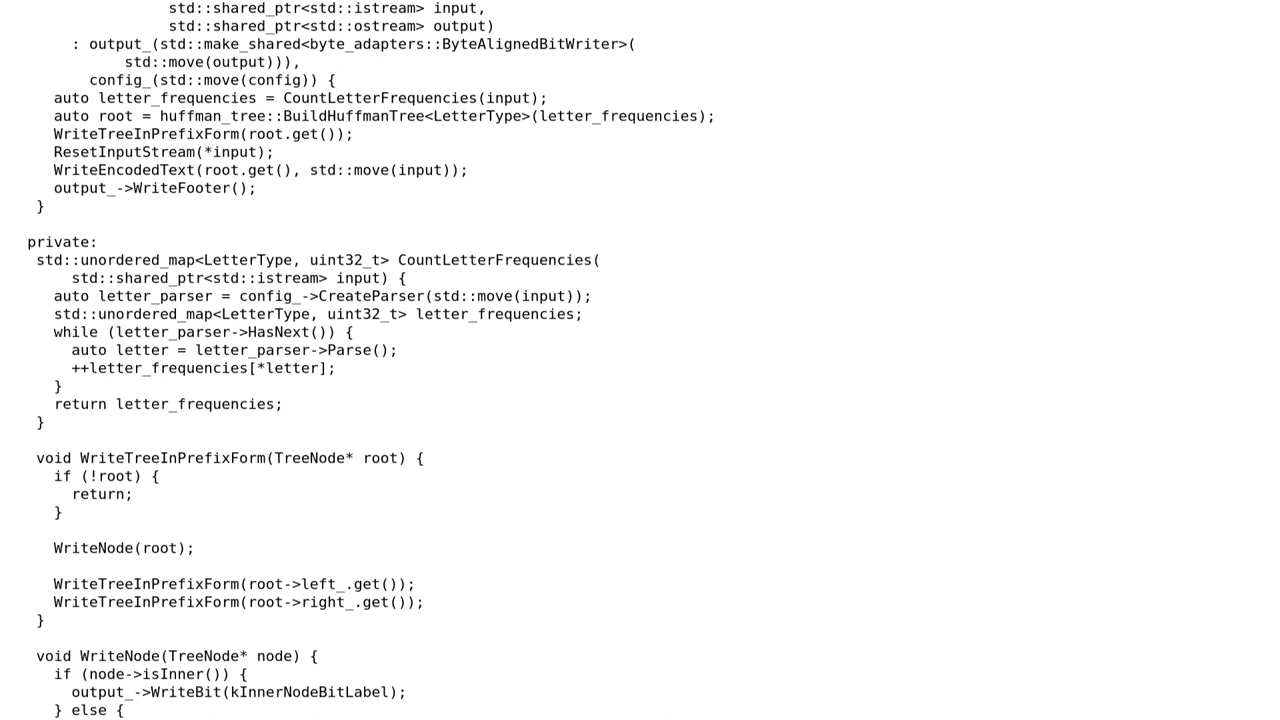 std::shared_ptr<std::istream> input,
std::shared_ptr<std::ostream> output)
: output_(std::make_shared<byte_adapters::ByteAlignedBitWriter>(
std::move(output))),
config_(std::move(config)) {
auto letter_frequencies = CountLetterFrequencies(input);
auto root = huffman_tree::BuildHuffmanTree<LetterType>(letter_frequencies);
WriteTreeInPrefixForm(root.get());
ResetInputStream(*input);
WriteEncodedText(root.get(), std::move(input));
output_->WriteFooter();
}
private:
std::unordered_map<LetterType, uint32_t> CountLetterFrequencies(
std::shared_ptr<std::istream> input) {
auto letter_parser = config_->CreateParser(std::move(input));
std::unordered_map<LetterType, uint32_t> letter_frequencies;
while (letter_parser->HasNext()) {
auto letter = letter_parser->Parse();
++letter_frequencies[*letter];
}
return letter_frequencies;
}
void WriteTreeInPrefixForm(TreeNode* root) {
if (!root) {
return;
}
WriteNode(root);
WriteTreeInPrefixForm(root->left_.get());
WriteTreeInPrefixForm(root->right_.get());
}
void WriteNode(TreeNode* node) {
if (node->isInner()) {
output_->WriteBit(kInnerNodeBitLabel);
} else {